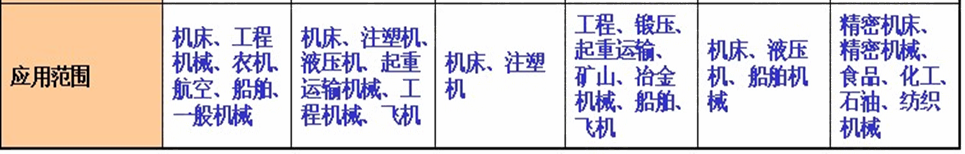 应用范围
机床、工程
机械、农机、
航空、船舶、
一般机械
机床、注塑机、
液压机、起重
运输机械、工
程机械、飞机
机床、注塑
机
工程、锻压、
起重运输、
矿山、冶金
机械、船舶、
飞机
机床、液压
机、船舶机
械
精密机床、
精密机械、
食品、化工、
石油、纺织
机械